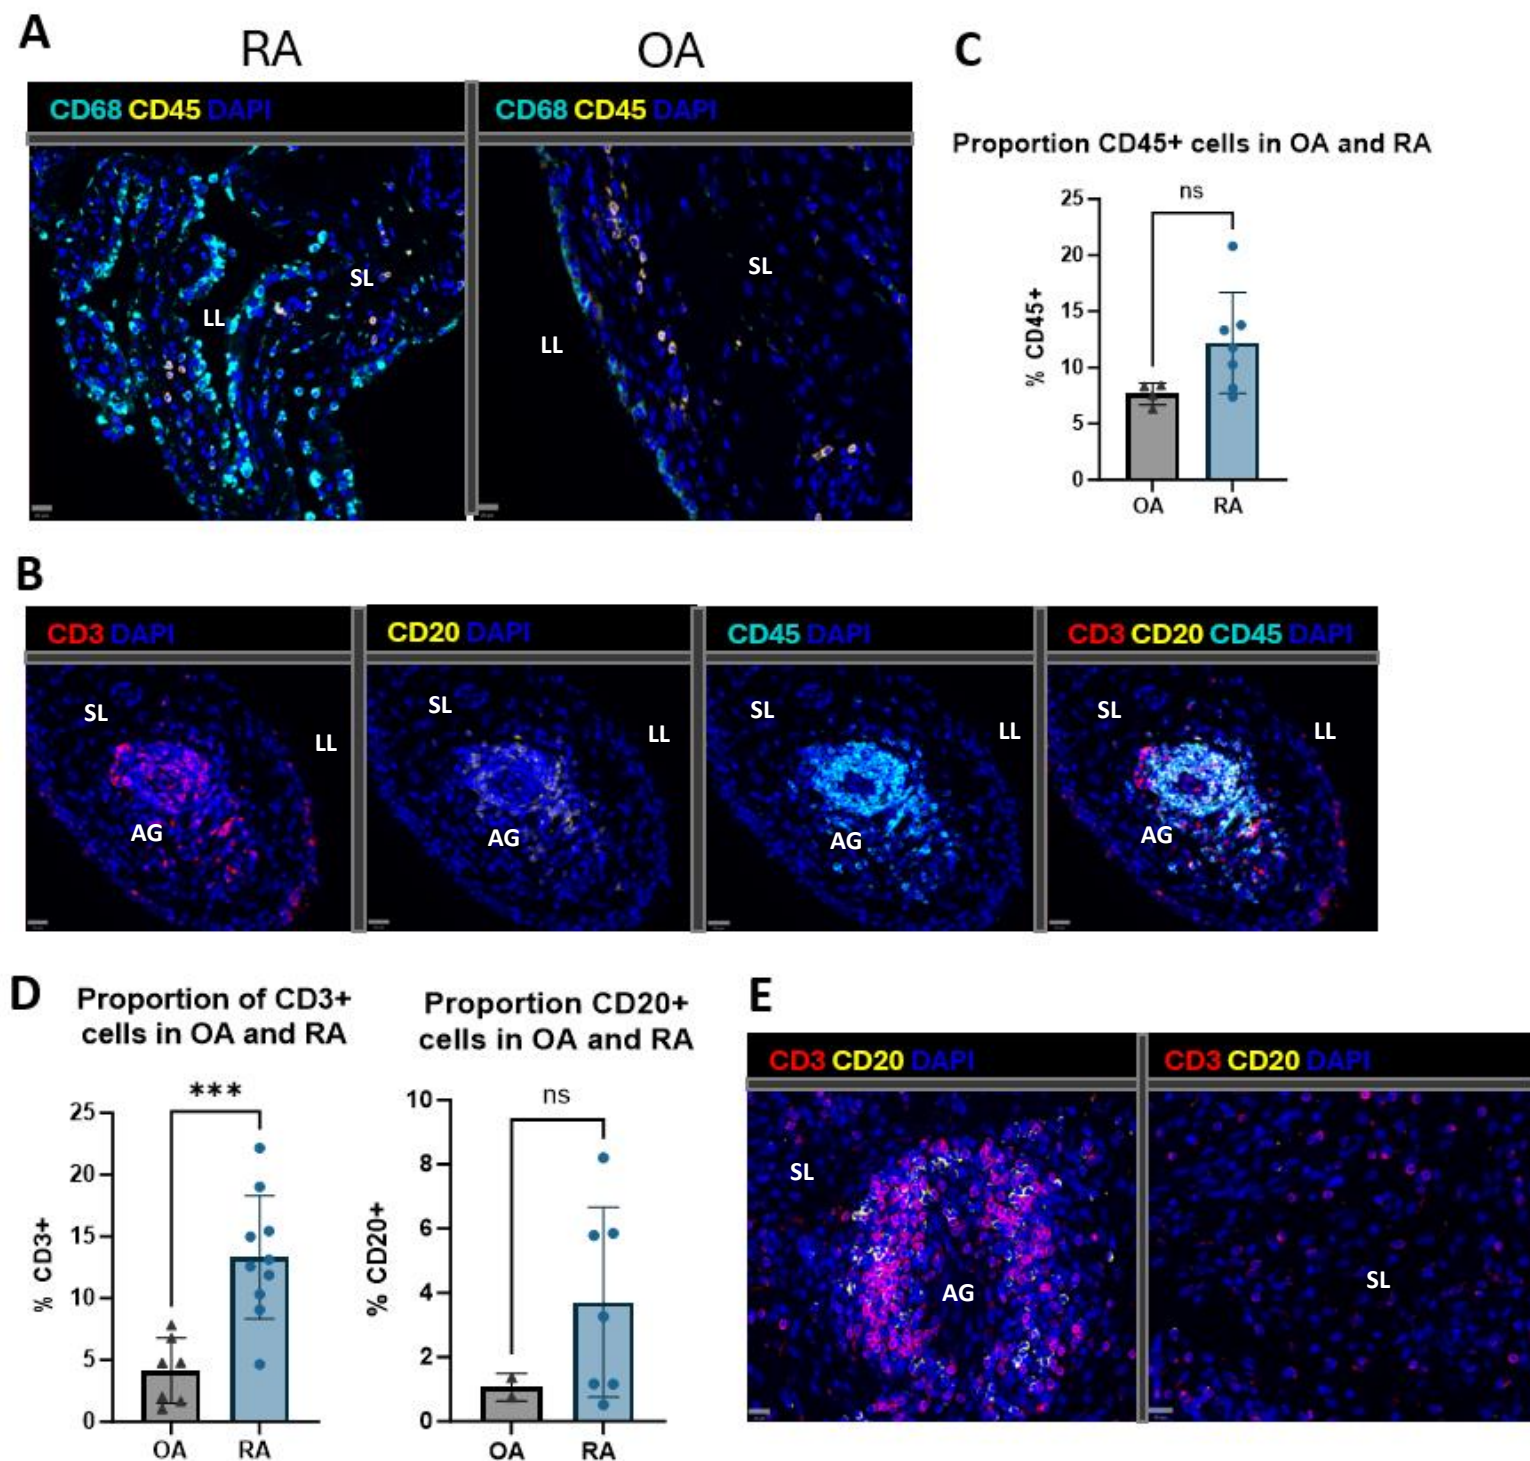 A
RA
OA
CD68 CD45 DAPI
CD68 CD45 DAPI
SL
LL
SL
LL
C
Proportion CD45+ cells in OA and RA
ns
% CD45+
25
20
15
10
5
0
OA
RA
B
CD3 DAPI
CD20 DAPI
CD45 DAPI
CD3 CD20 CD45 DAPI
SL
LL
AG
SL
LL
AG
SL
LL
AG
SL
LL
AG
D
Proportion of CD3+
cells in OA and RA
***
% CD3+
25
20
15
10
5
0
OA
RA
Proportion CD20+
cells in OA and RA
ns
% CD20+
10
8
6
4
2
0
OA
RA
E
CD3 CD20 DAPI
CD3 CD20 DAPI
SL
AG
SL